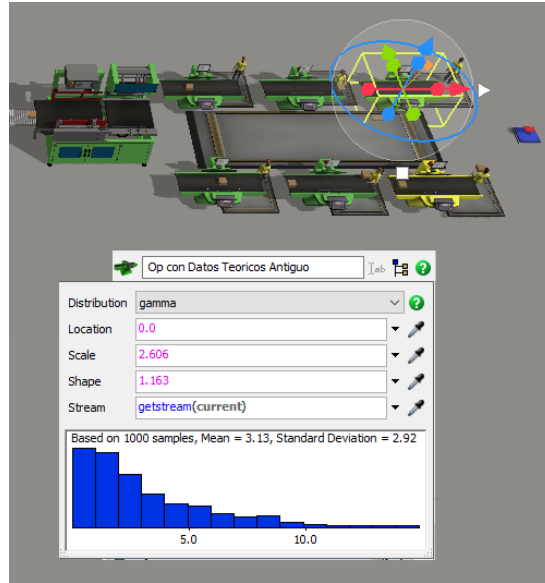 Op con Datos Teoricos Antiguo
Distribution gamma
Location 0.0
Scale 2.606
Shape 1.163
Stream getstream(current)
Based on 1000 samples, Mean = 3.13, Standard Deviation = 2.92
5.0 10.0